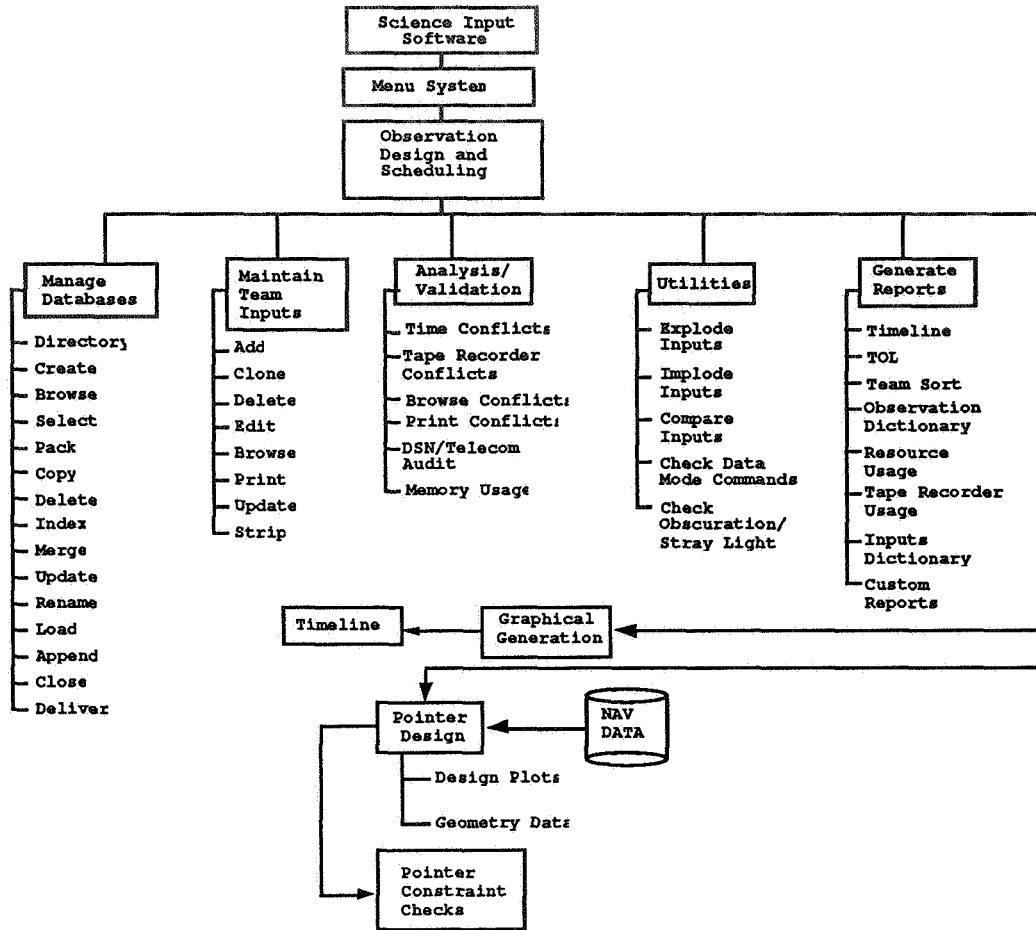 Science Input
Software
Menu System
Observation
Design and
Scheduling
Manage
Databases
Directory
Create
Browse
Select
Pack
Copy
Delete
Index
Merge
Update
Rename
Load
Append
Close
Deliver
Maintain
Team
Inputs
Add
Clone
Delete
Edit
Browse
Print
Update
Strip
Analysis/
Validation
Time Conflicts
Tape Recorder
Conflicts
Browse Conflicts
Print Conflicts
DSN/Telecom
Audit
Memory Usage
Utilities
Explode
Inputs
Implode
Inputs
Compare
Inputs
Check Data
Mode Commands
Check
Obscuration/
Stray Light
Generate
Reports
Timeline
TOL
Team Sort
Observation
Dictionary
Resource
Usage
Tape Recorder
Usage
Inputs
Dictionary
Custom
Reports
Timeline
Graphical
Generation
Pointer
Design
NAV
DATA
Design Plots
Geometry Data
Pointer
Constraint
Checks